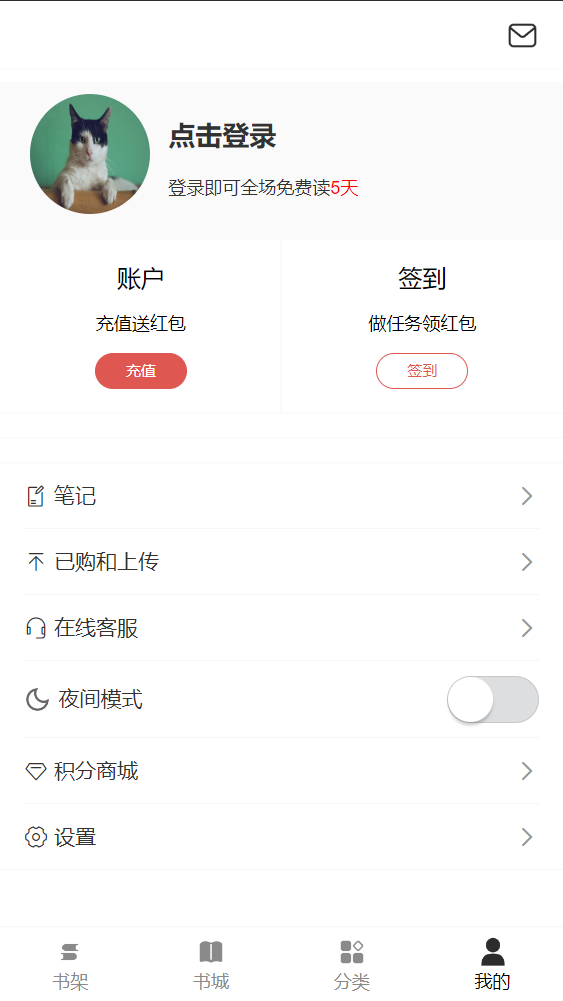 点击登录
登录即可全场免费读5天
账户
充值送红包
充值
签到
做任务领红包
签到
笔记
已购和上传
在线客服
夜间模式
积分商城
设置
书架
书城
分类
我的